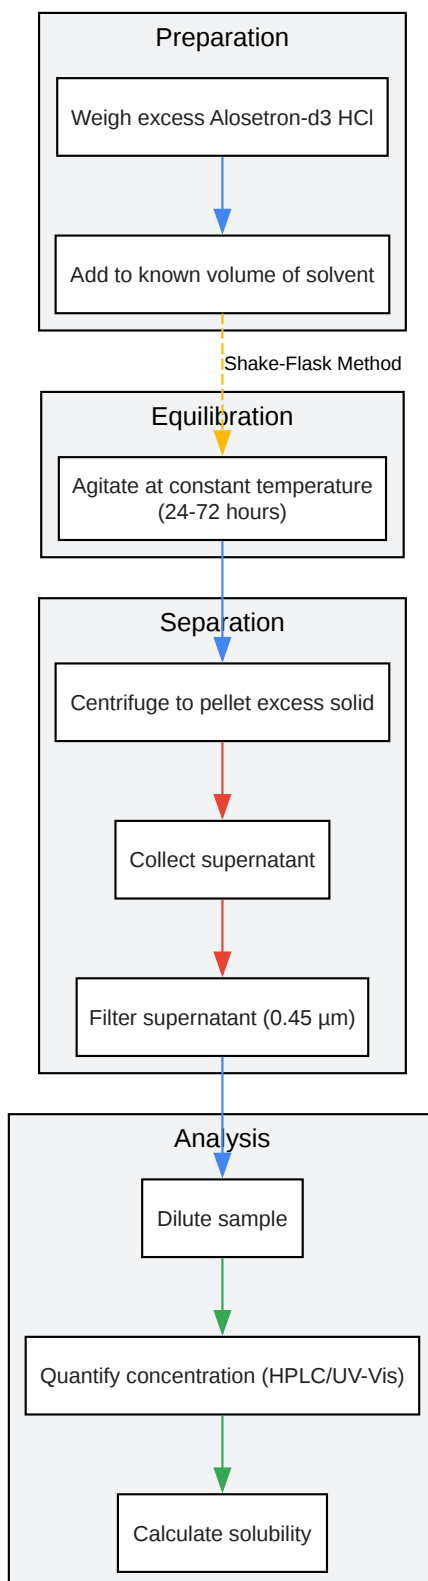 Preparation
Weigh excess Alosetron-d3 HCl
Add to known volume of solvent
Shake-Flask Method
Equilibration
Agitate at constant temperature
(24-72 hours)
Separation
Centrifuge to pellet excess solid
Collect supernatant
Filter supernatant (0.45 µm)
Analysis
Dilute sample
Quantify concentration (HPLC/UV-Vis)
Calculate solubility